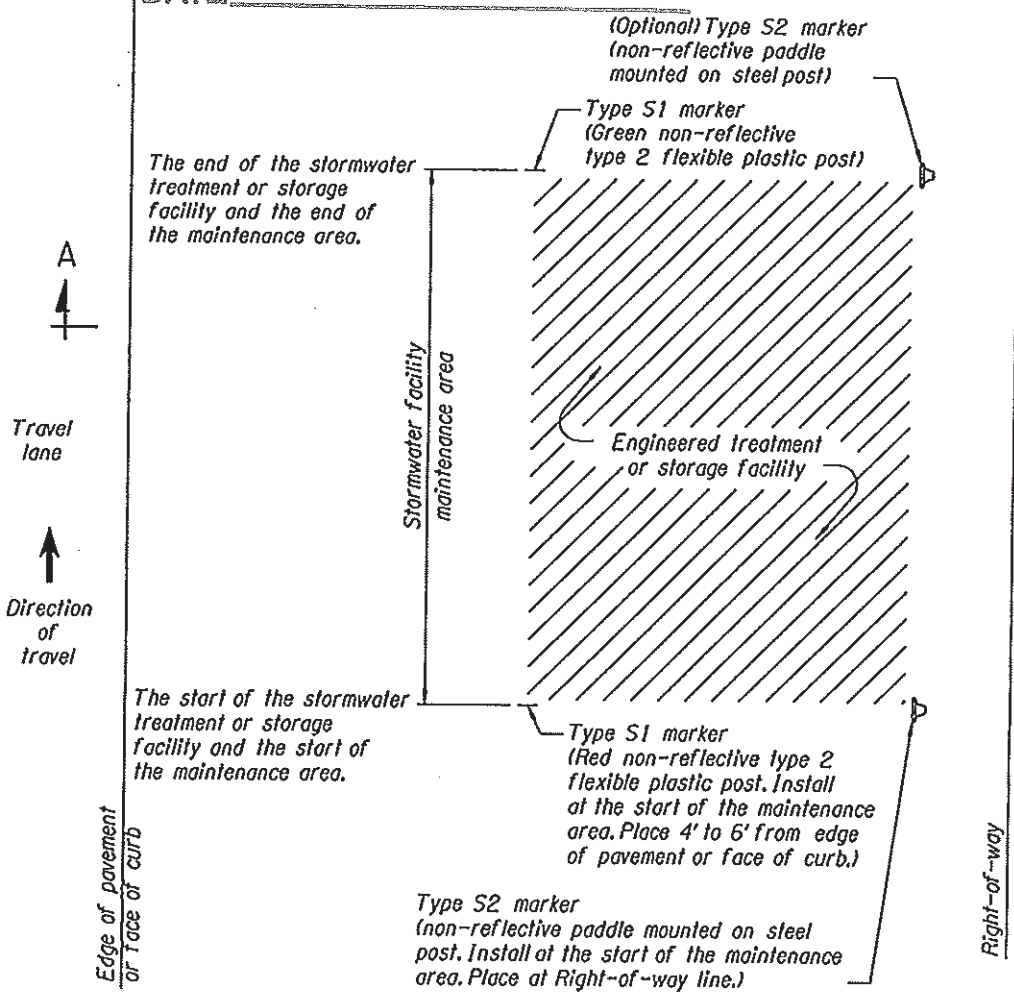 (Optional) Type S2 marker
(non-reflective paddle
mounted on steel post)
Type S1 marker
(Green non-reflective
type 2 flexible plastic post)
The end of the stormwater
treatment or storage
facility and the end of
the maintenance area.
A
Stormwater facility
maintenance area
Travel
lane
Engineered treatment
or storage facility
Direction
of
travel
The start of the stormwater
treatment or storage
facility and the start of
the maintenance area.
Type S1 marker
(Red non-reflective type 2
flexible plastic post. Install
at the start of the maintenance
area. Place 4' to 6' from edge
of pavement or face of curb.)
Edge of pavement
or face of curb
Right-of-way
Type S2 marker
(non-reflective paddle mounted on steel
post. Install at the start of the maintenance
area. Place at Right-of-way line.)